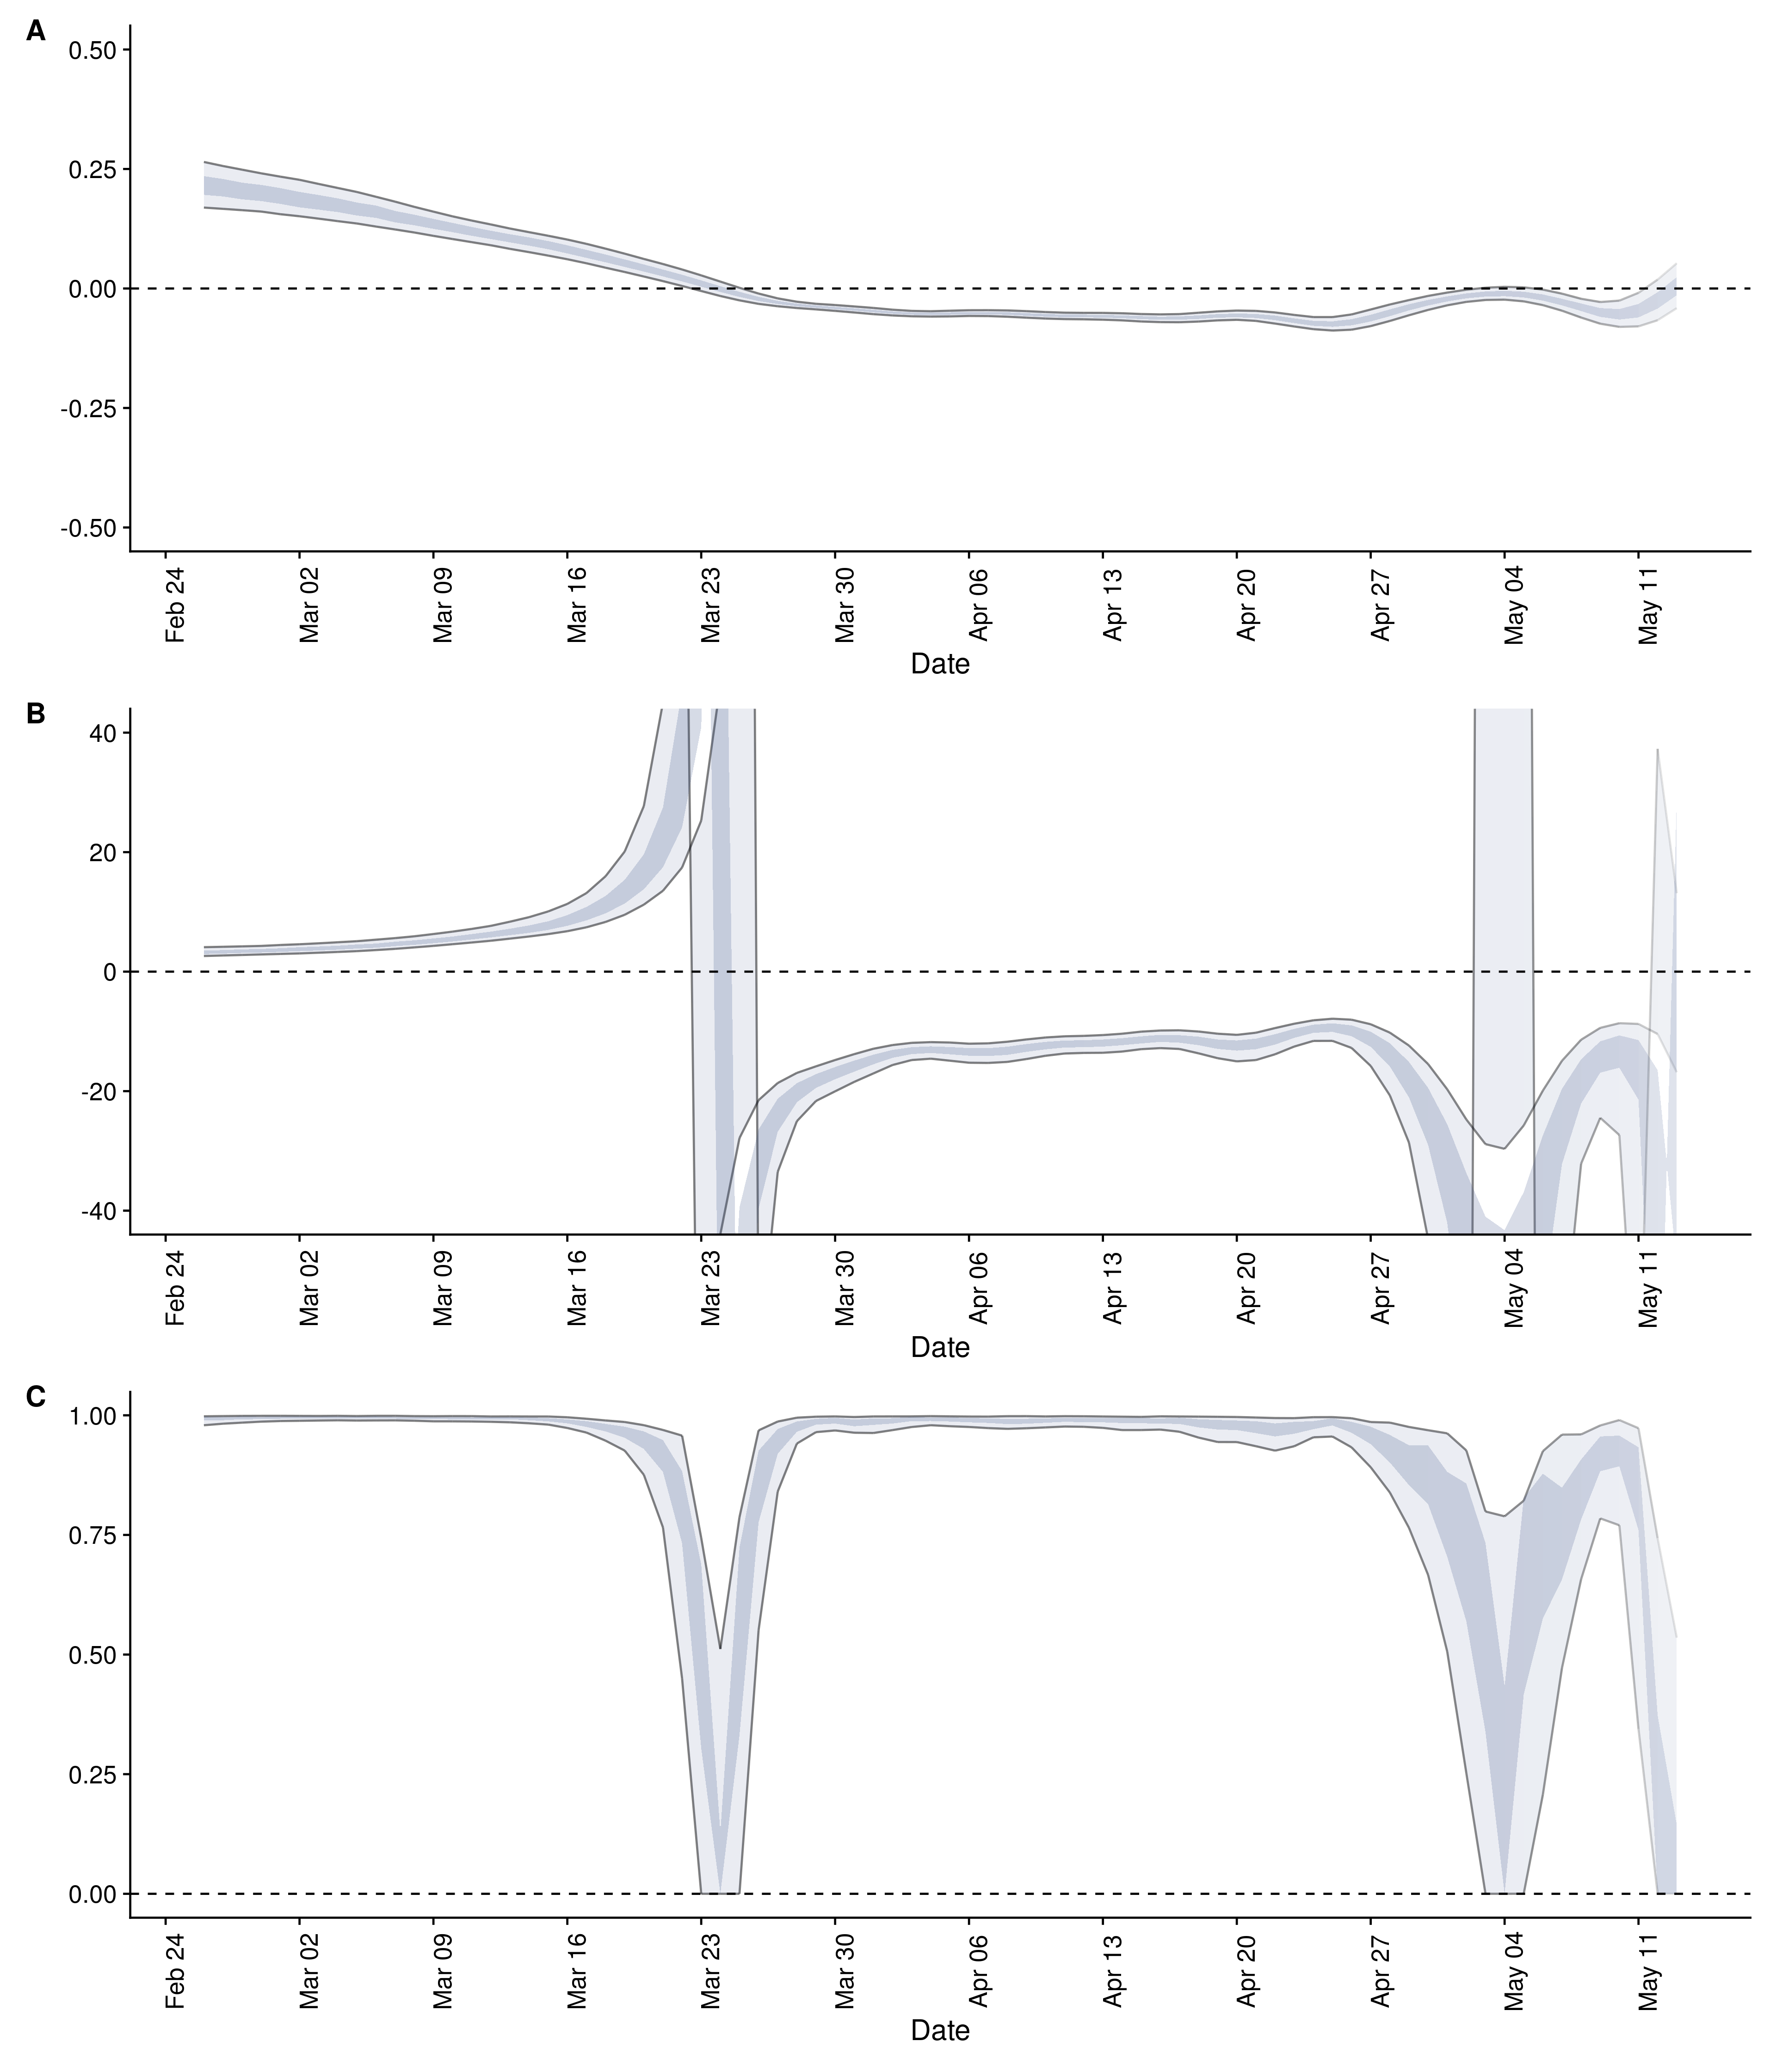 A
0.50
0.25
0.00
-0.25
-0.50
Feb 24
Mar 02
Mar 09
Mar 16
Mar 23
Mar 30
Apr 06
Apr 13
Apr 20
Apr 27
May 04
May 11
Date
B
40
20
0
-20
-40
Feb 24
Mar 02
Mar 09
Mar 16
Mar 23
Mar 30
Apr 06
Apr 13
Apr 20
Apr 27
May 04
May 11
Date
C
1.00
0.75
0.50
0.25
0.00
Feb 24
Mar 02
Mar 09
Mar 16
Mar 23
Mar 30
Apr 06
Apr 13
Apr 20
Apr 27
May 04
May 11
Date